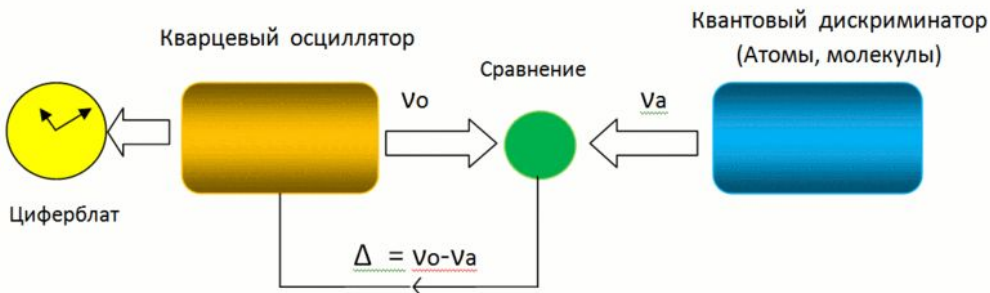 Квантовый дискриминатор
(Атомы, молекулы)
Кварцевый осциллятор
Сравнение
Vo
Va
Циферблат
Δ = Vo-Va